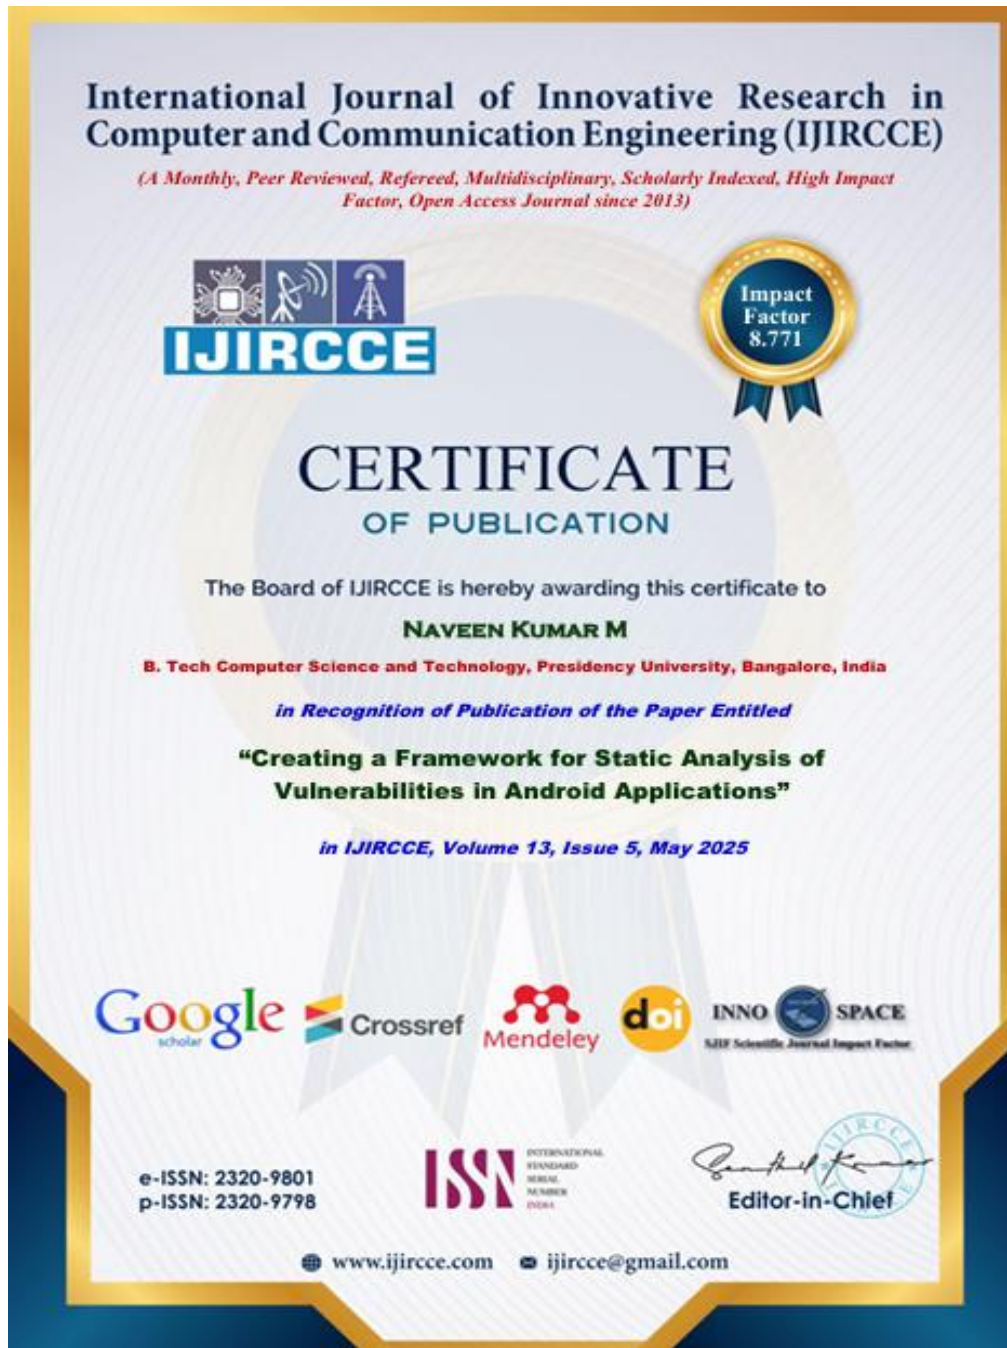 International Journal of Innovative Research in
Computer and Communication Engineering (IJIRCCE)
(A Monthly, Peer Reviewed, Refereed, Multidisciplinary, Scholarly Indexed, High Impact
Factor, Open Access Journal since 2013)
IJIRCCE
Impact
Factor
8.771
CERTIFICATE
OF PUBLICATION
The Board of IJIRCCE is hereby awarding this certificate to
NAVEEN KUMAR M
B. Tech Computer Science and Technology, Presidency University, Bangalore, India
in Recognition of Publication of the Paper Entitled
“Creating a Framework for Static Analysis of
Vulnerabilities in Android Applications”
in IJIRCCE, Volume 13, Issue 5, May 2025
Google
scholar
Crossref
Mendeley
doi
INNO SPACE
SJIF Scientific Journal Impact Factor
e-ISSN: 2320-9801
p-ISSN: 2320-9798
ISSN
INTERNATIONAL
STANDARD
SERIAL
NUMBER
INDIA
IJIRCCE
Editor-in-Chief
www.ijircce.com ijircce@gmail.com